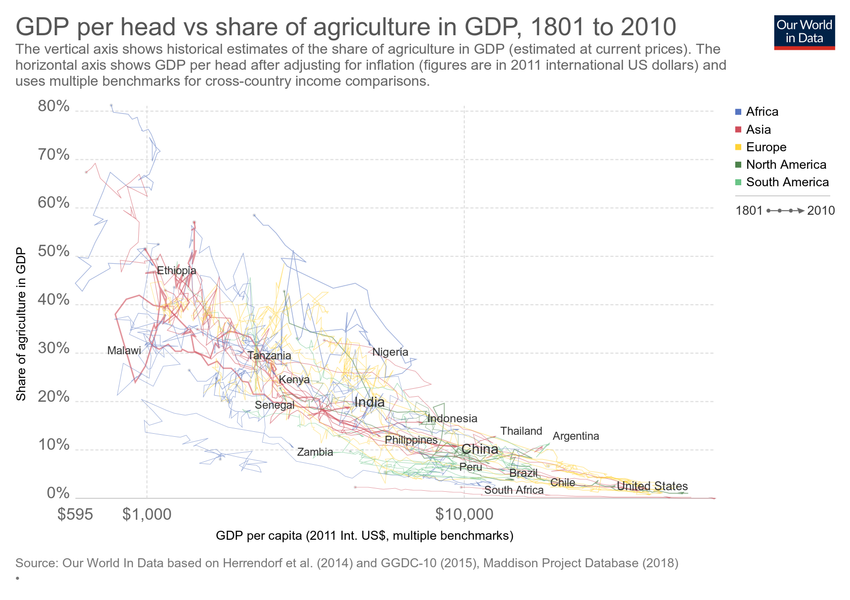 GDP per head vs share of agriculture in GDP, 1801 to 2010
Our World
in Data
The vertical axis shows historical estimates of the share of agriculture in GDP (estimated at current prices). The
horizontal axis shows GDP per head after adjusting for inflation (figures are in 2011 international US dollars) and
uses multiple benchmarks for cross-country income comparisons.
80%
70%
60%
50%
40%
30%
20%
10%
0%
Share of agriculture in GDP
Africa
Asia
Europe
North America
South America
1801 2010
Ethiopia
Malawi
Tanzania
Nigeria
Kenya
Senegal
India
Indonesia
Thailand
Argentina
Philippines
China
Zambia
Peru
Brazil
Chile
United States
South Africa
$595
$1,000
$10,000
GDP per capita (2011 Int. US$, multiple benchmarks)
Source: Our World In Data based on Herrendorf et al. (2014) and GGDC-10 (2015), Maddison Project Database (2018)
•